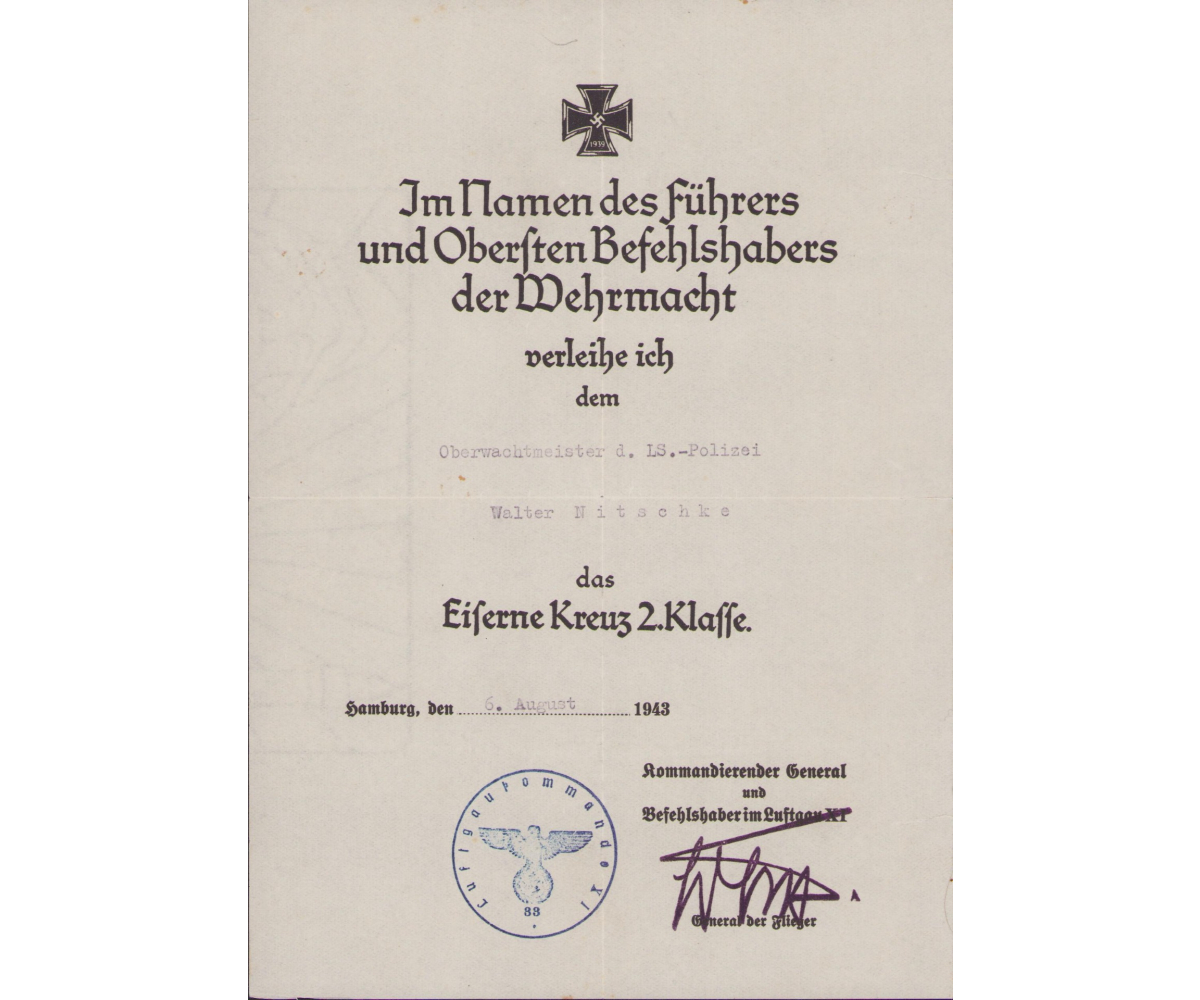 1939
Im Namen des Führers
und Obersten Befehlshabers
der Wehrmacht
verleihe ich
dem
Oberwachtmeister d. LS.-Polizei
Walter N i t s c h k e
das
Eiserne Kreuz 2.Klasse.
Hamburg, den 6. August 1943
Kommandierender General
und
Befehlshaber im Luftgau XI
Luftgaukommando XI
33
General der Flieger